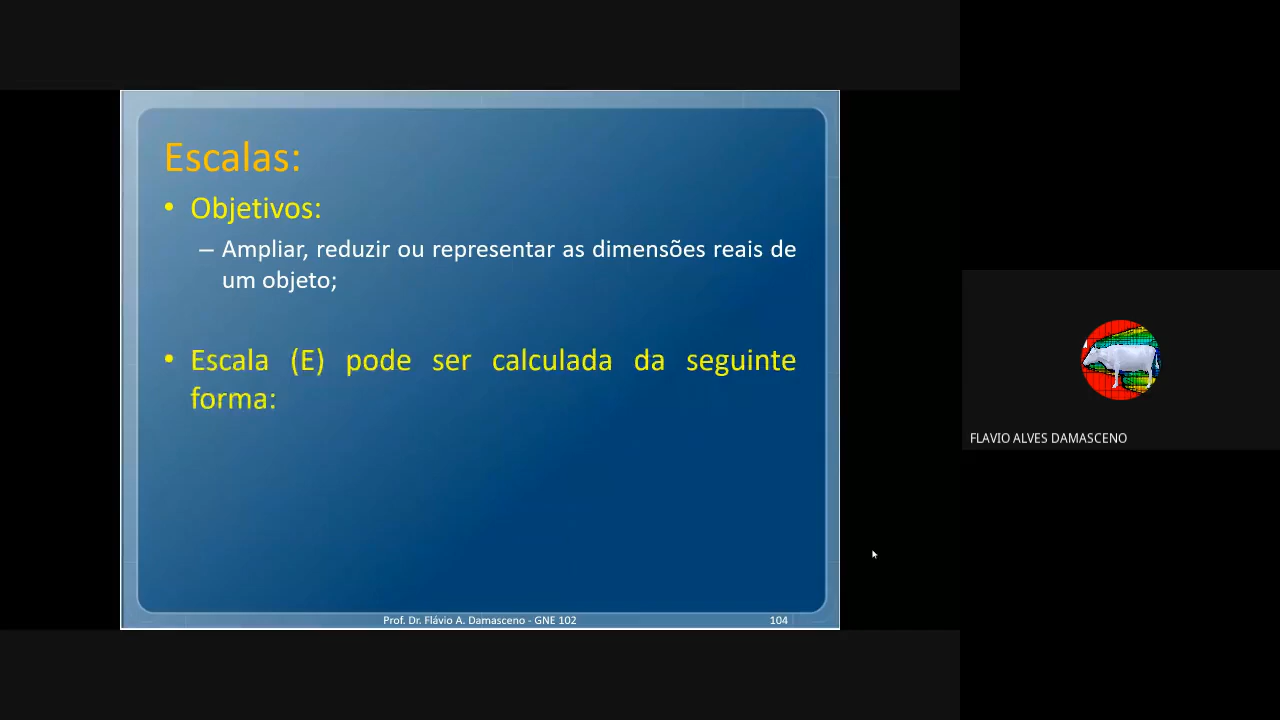 Escalas:
• Objetivos:
– Ampliar, reduzir ou representar as dimensões reais de
um objeto;
• Escala (E) pode ser calculada da seguinte
forma:
Prof. Dr. Flávio A. Damasceno - GNE 102
104
FLAVIO ALVES DAMASCENO